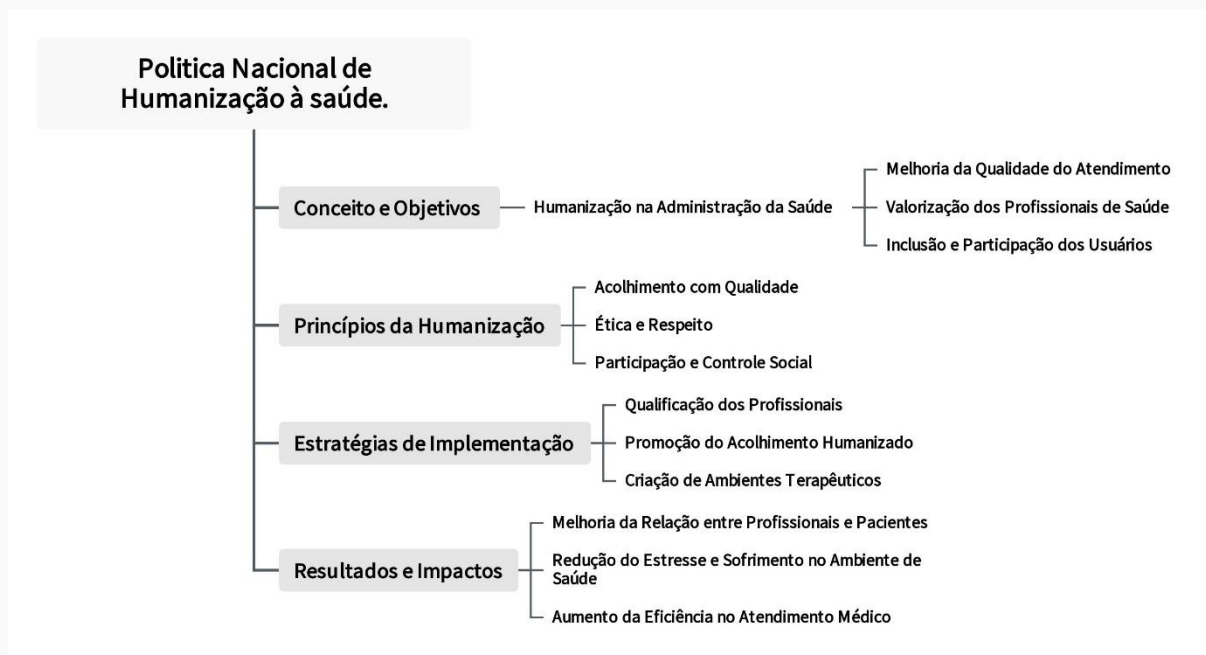 Politica Nacional de
Humanização à saúde.
Conceito e Objetivos
Humanização na Administração da Saúde
Melhoria da Qualidade do Atendimento
Valorização dos Profissionais de Saúde
Inclusão e Participação dos Usuários
Princípios da Humanização
Acolhimento com Qualidade
Ética e Respeito
Participação e Controle Social
Estratégias de Implementação
Qualificação dos Profissionais
Promoção do Acolhimento Humanizado
Criação de Ambientes Terapêuticos
Resultados e Impactos
Melhoria da Relação entre Profissionais e Pacientes
Redução do Estresse e Sofrimento no Ambiente de
Saúde
Aumento da Eficiência no Atendimento Médico